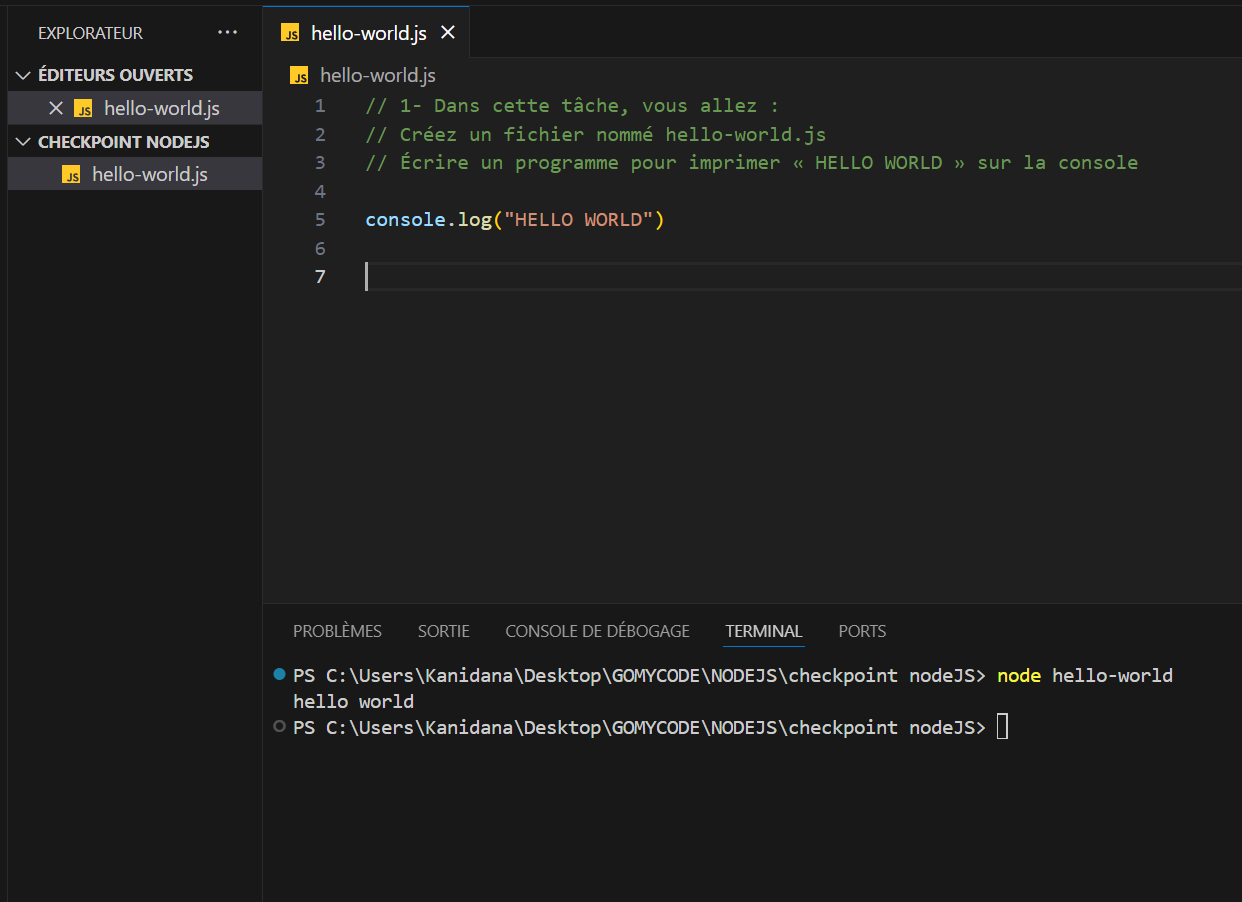 EXPLORATEUR ...
ÉDITEURS OUVERTS
JS hello-world.js
CHECKPOINT NODEJS
JS hello-world.js
JS hello-world.js
JS hello-world.js
1 // 1- Dans cette tâche, vous allez :
2 // Créez un fichier nommé hello-world.js
3 // Écrire un programme pour imprimer « HELLO WORLD » sur la console
4
5 console.log("HELLO WORLD")
6
7
PROBLÈMES SORTIE CONSOLE DE DÉBOGAGE TERMINAL PORTS
PS C:\Users\Kanidana\Desktop\GOMYCODE\NODEJS\checkpoint nodeJS> node hello-world
hello world
PS C:\Users\Kanidana\Desktop\GOMYCODE\NODEJS\checkpoint nodeJS>